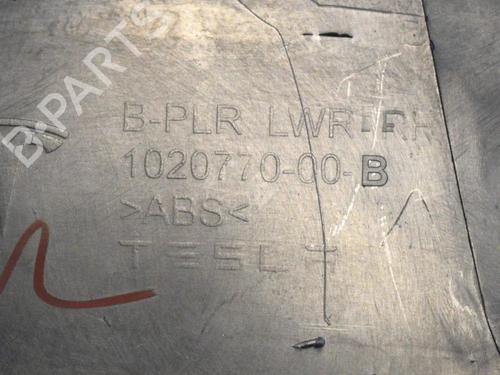 B-PARTS
B-PLR LWR-RH
1020770-00-B
>ABS<
TESLA